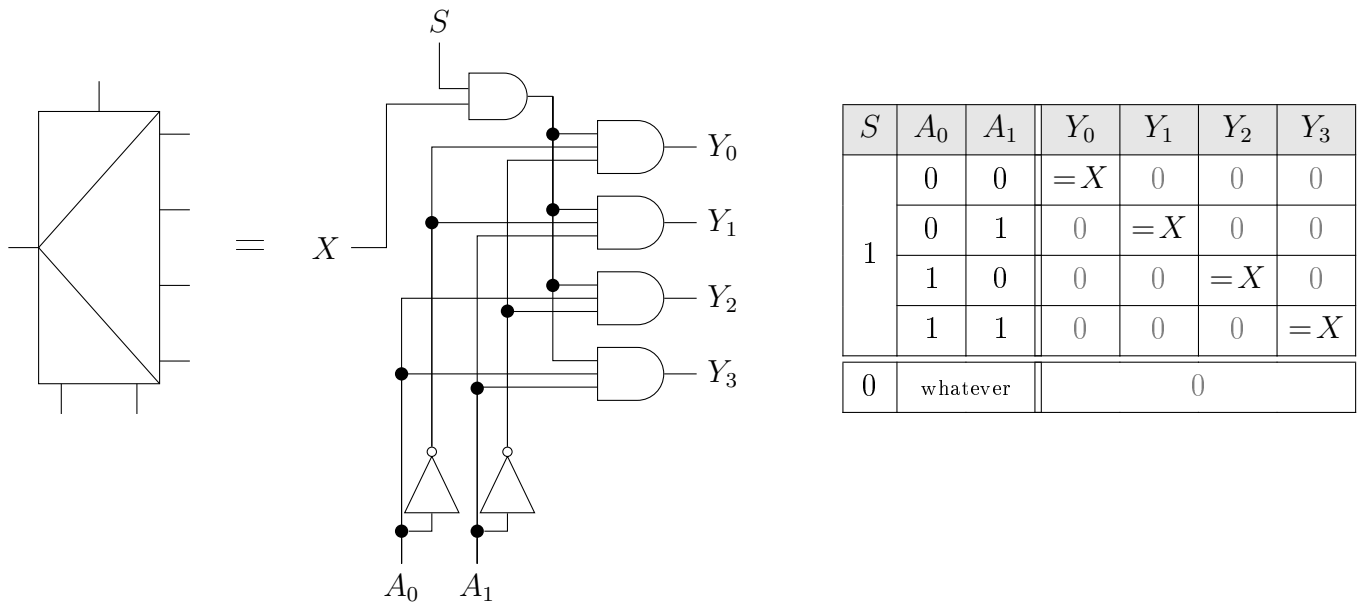 S
=
X
Y₀
Y₁
Y₂
Y₃
A₀ A₁
S A₀ A₁ Y₀ Y₁ Y₂ Y₃
1
0 0 =X 0 0 0
0 1 0 =X 0 0
1 0 0 0 =X 0
1 1 0 0 0 =X
0 whatever 0